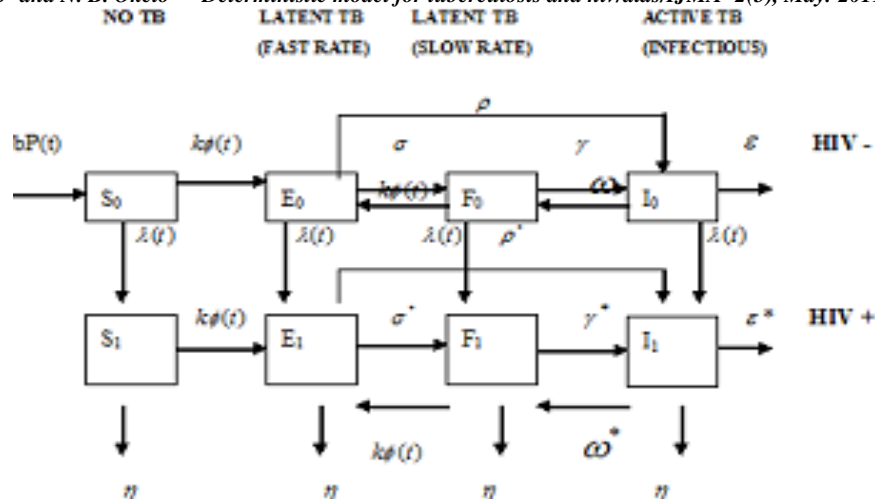 and N. B. Okelo Deterministic model for tuberculosis and hiv/aids/IJMA- 2(5), May.-2011
NO TB LATENT TB LATENT TB ACTIVE TB
(FAST RATE) (SLOW RATE) (INFECTIOUS)
ρ
bP(t) kϕ(t) σ γ ε HIV -
kϕ(t) ω
S₀ E₀ F₀ I₀
λ(t) λ(t) λ(t) ρ* λ(t)
kϕ(t) σ* γ* ε* HIV +
S₁ E₁ F₁ I₁
kϕ(t) ω*
η η η η